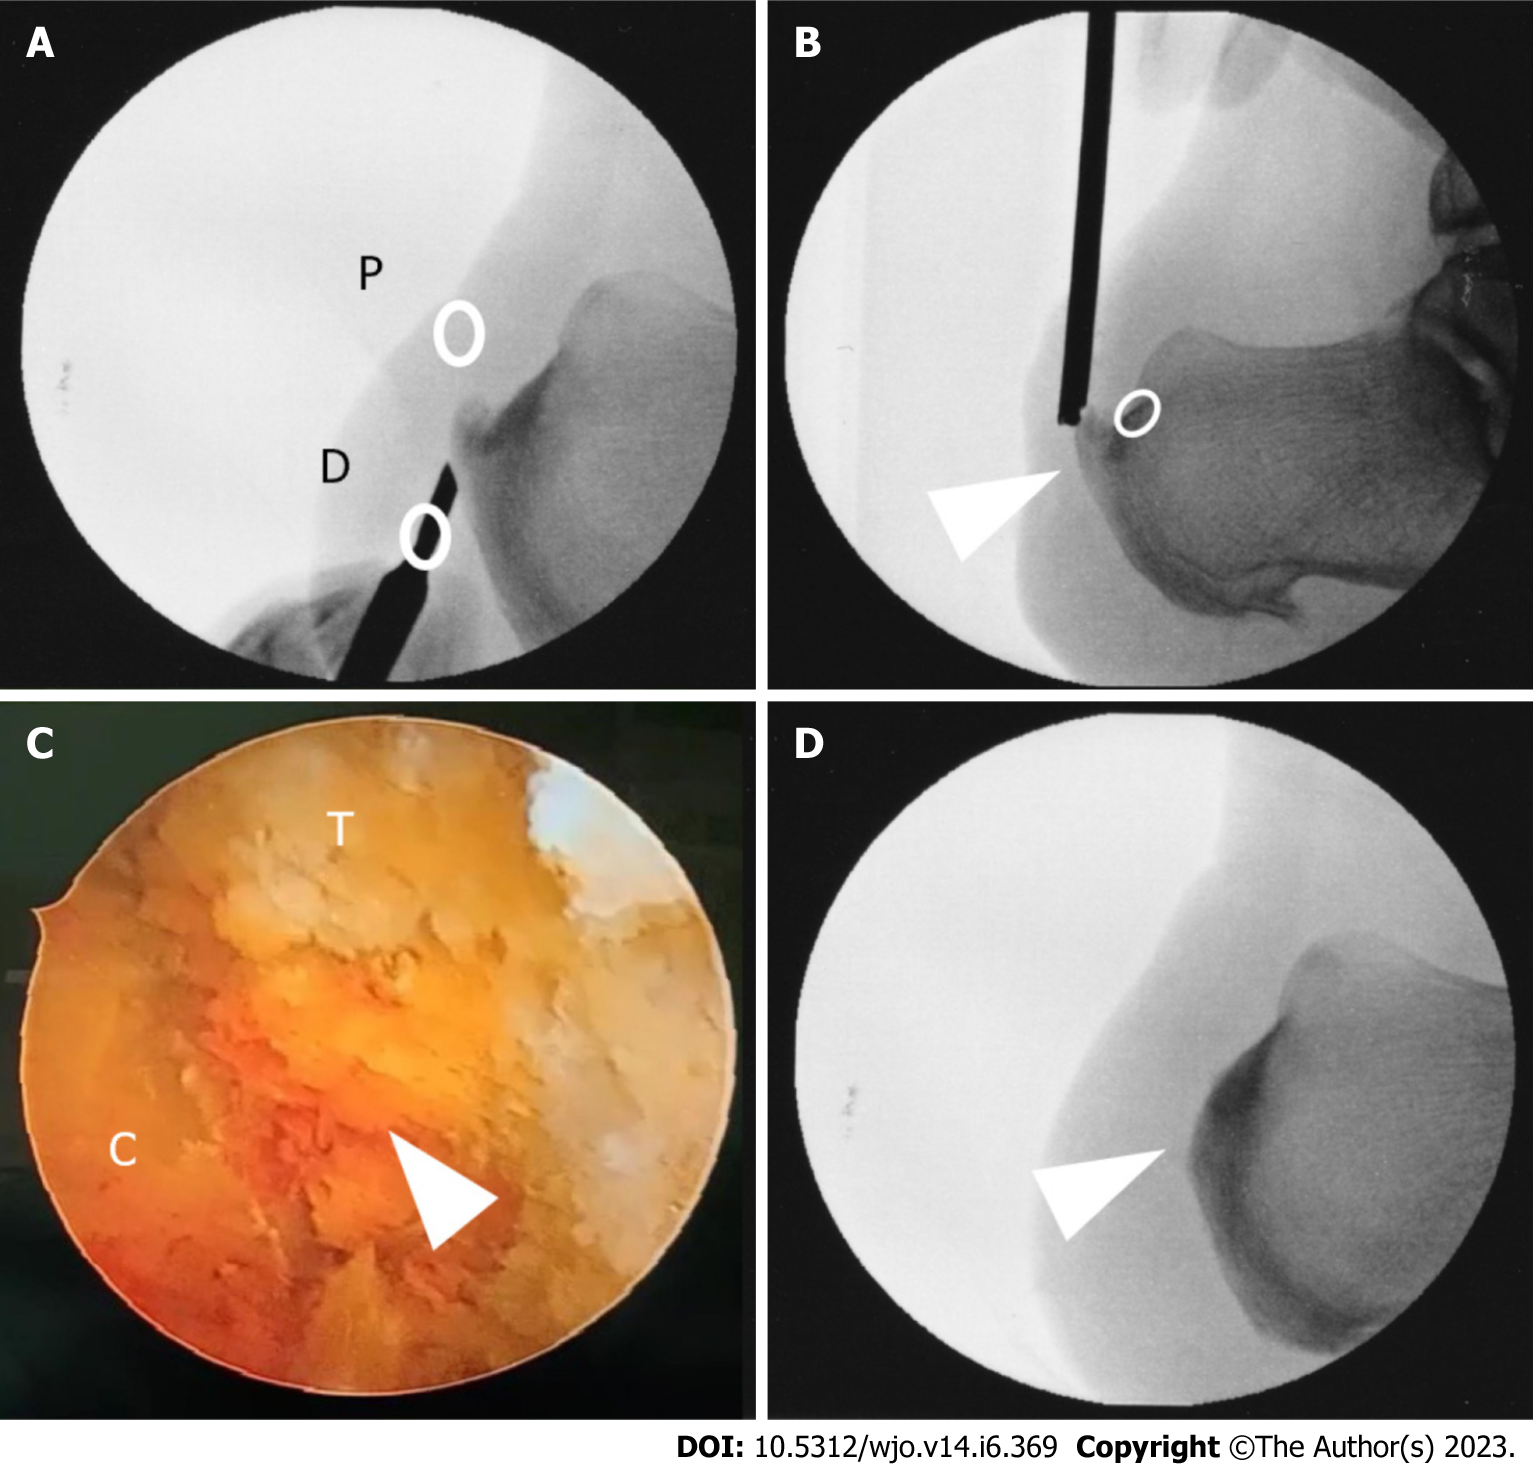 A
B
P
D
C
D
T
C
DOI: 10.5312/wjo.v14.i6.369 Copyright ©The Author(s) 2023.